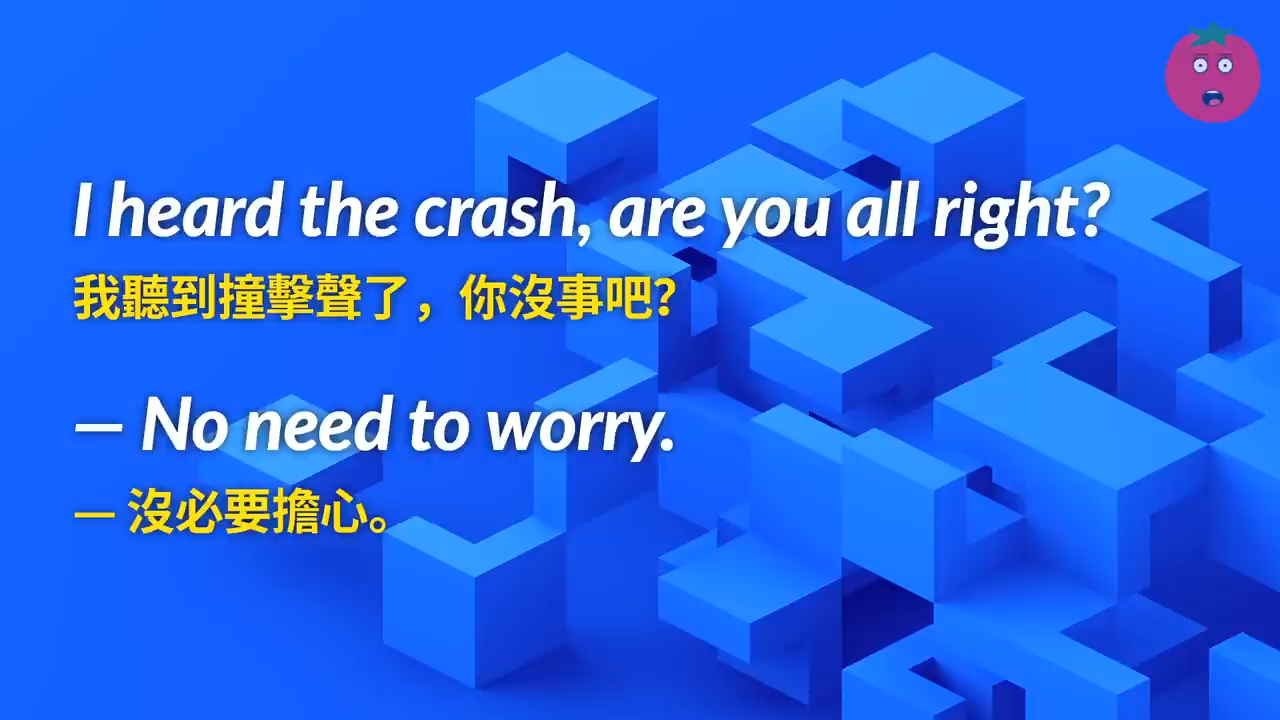 I heard the crash, are you all right?
我聽到撞擊聲了，你沒事吧？
— No need to worry.
— 沒必要擔心。